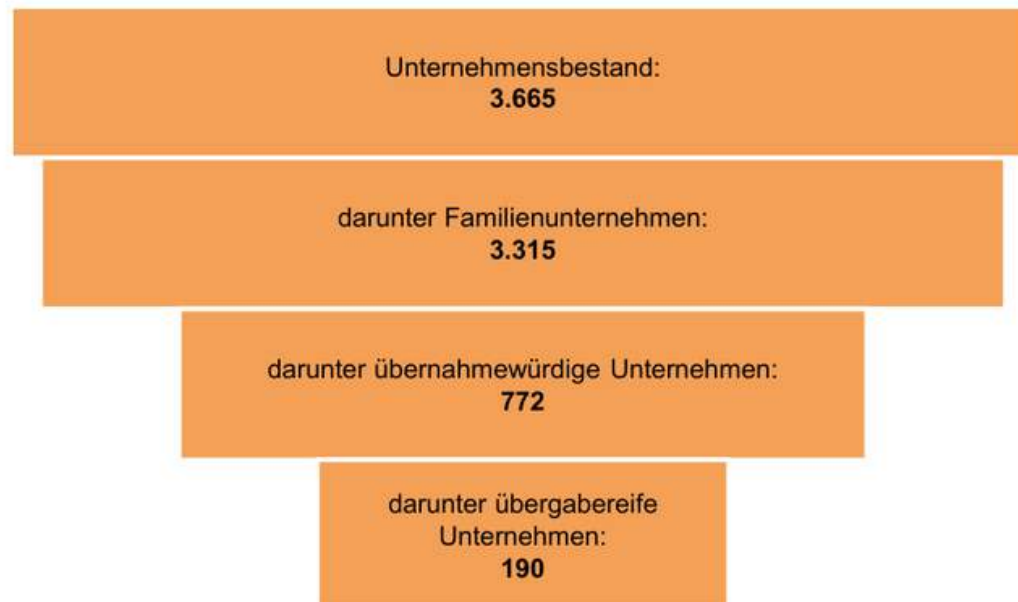 Unternehmensbestand:
3.665
darunter Familienunternehmen:
3.315
darunter übernahmewürdige Unternehmen:
772
darunter übergabereife
Unternehmen:
190